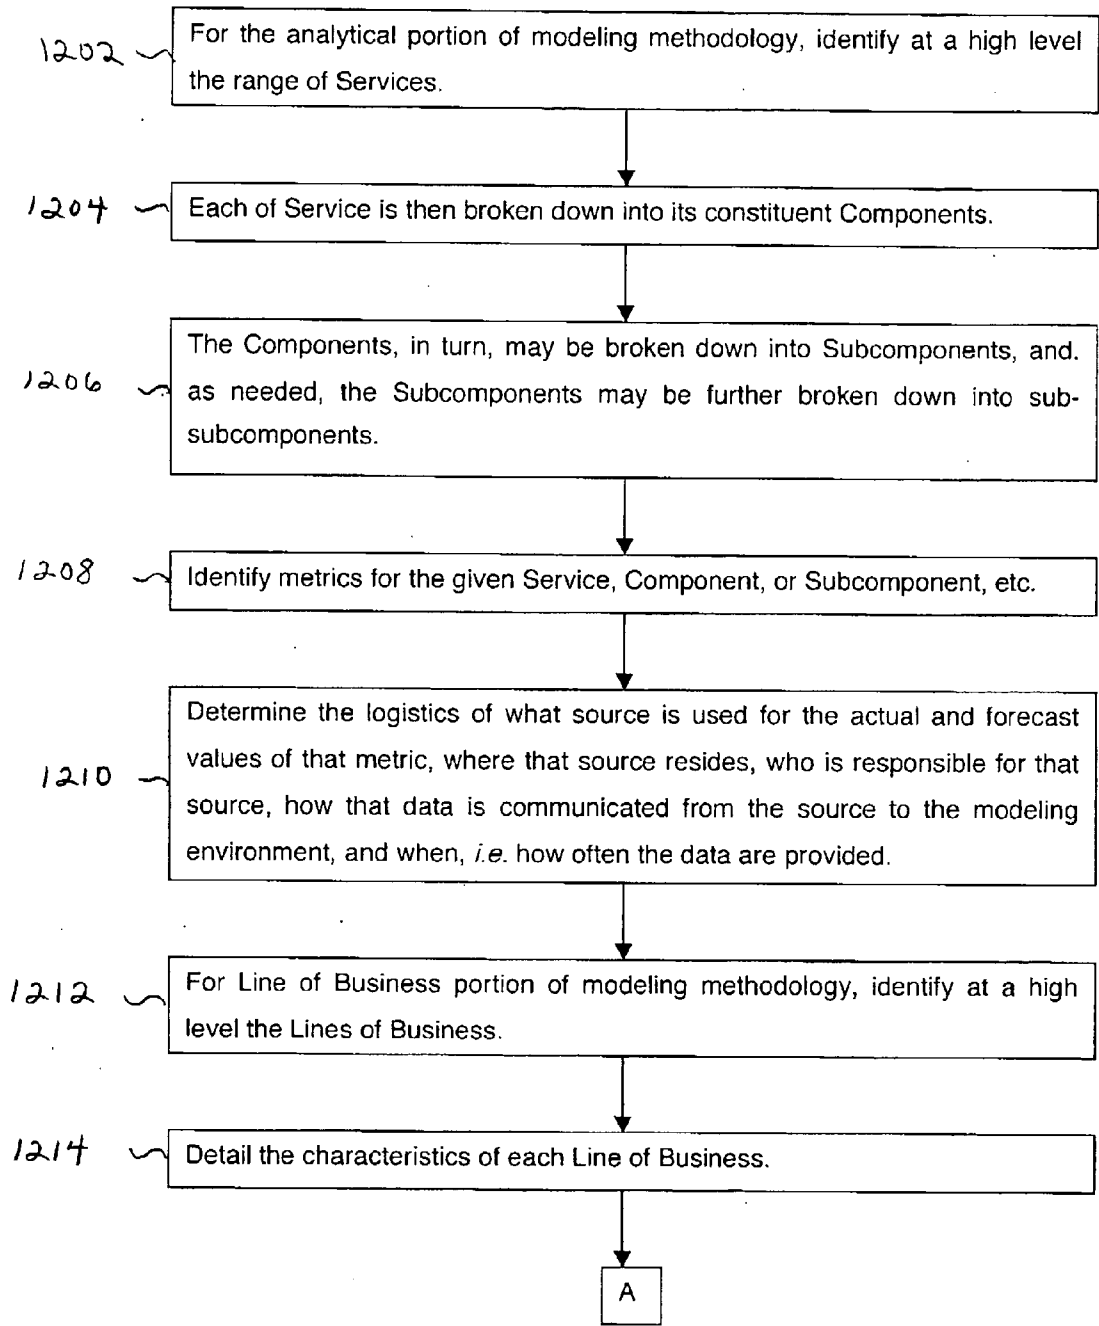 1202
For the analytical portion of modeling methodology, identify at a high level
the range of Services.
1204
Each of Service is then broken down into its constituent Components.
1206
The Components, in turn, may be broken down into Subcomponents, and.
as needed, the Subcomponents may be further broken down into sub-
subcomponents.
1208
Identify metrics for the given Service, Component, or Subcomponent, etc.
1210
Determine the logistics of what source is used for the actual and forecast
values of that metric, where that source resides, who is responsible for that
source, how that data is communicated from the source to the modeling
environment, and when, i.e. how often the data are provided.
1212
For Line of Business portion of modeling methodology, identify at a high
level the Lines of Business.
1214
Detail the characteristics of each Line of Business.
A